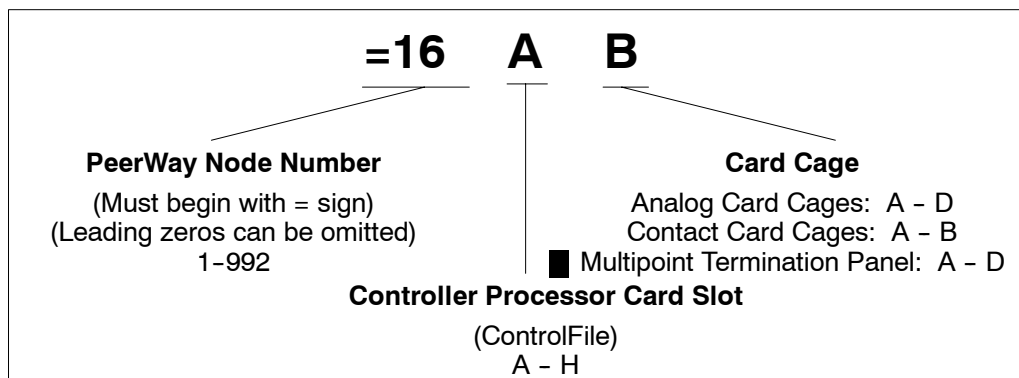 =16 A B
PeerWay Node Number
(Must begin with = sign)
(Leading zeros can be omitted)
1-992
Card Cage
Analog Card Cages: A - D
Contact Card Cages: A - B
Multipoint Termination Panel: A - D
Controller Processor Card Slot
(ControlFile)
A - H